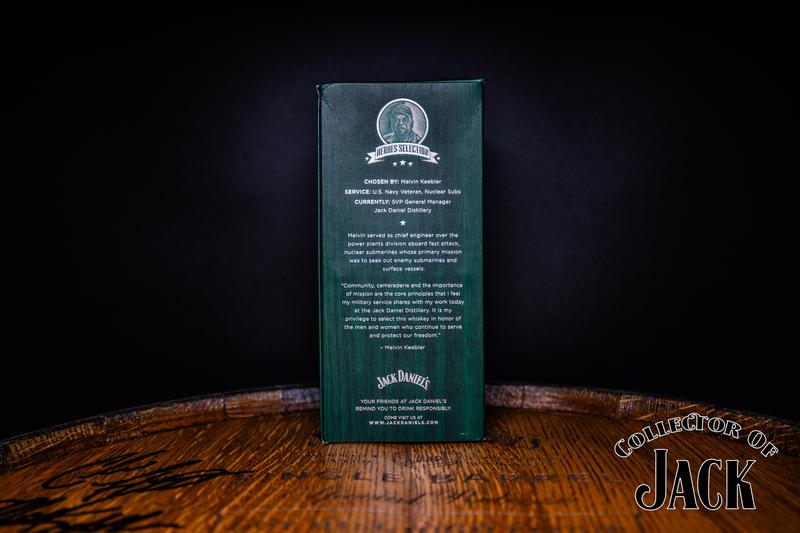 HEROES SELECTION
CHOSEN BY: Melvin Keebler
SERVICE: U.S. Navy Veteran, Nuclear Subs
CURRENTLY: SVP General Manager
Jack Daniel Distillery
Melvin served as chief engineer over the
power plants division aboard fast attack,
nuclear submarines whose primary mission
was to seek out enemy submarines and
surface vessels.
"Community, camaraderie and the importance
of mission are the core principles that I feel
my military service shares with my work today
at the Jack Daniel Distillery. It is my
privilege to select this whiskey in honor of
the men and women who continue to serve
and protect our freedom."
– Melvin Keebler
JACK DANIEL'S
YOUR FRIENDS AT JACK DANIEL'S
REMIND YOU TO DRINK RESPONSIBLY.
COME VISIT US AT
WWW.JACKDANIELS.COM
SINGLE BARREL
COLLECTOR OF
JACK